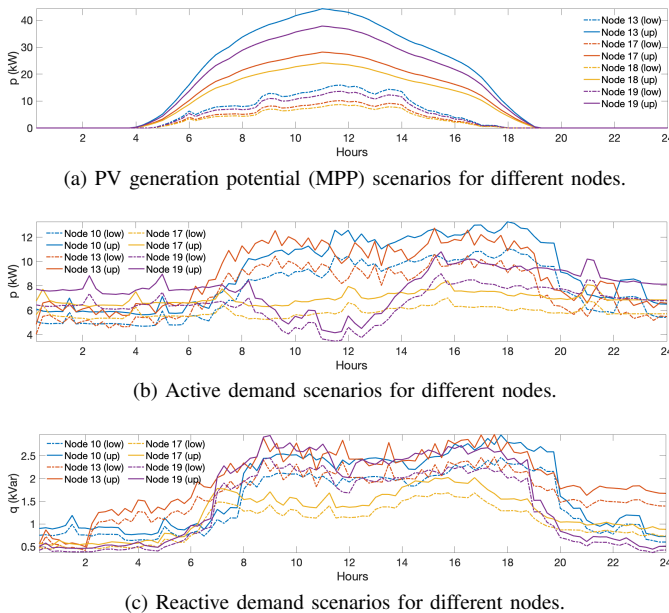 p (kW)
40
30
20
10
0
Node 13 (low)
Node 13 (up)
Node 17 (low)
Node 17 (up)
Node 18 (low)
Node 18 (up)
Node 19 (low)
Node 19 (up)
2 4 6 8 10 12 14 16 18 20 22 24
Hours
(a) PV generation potential (MPP) scenarios for different nodes.
p (kW)
12
10
8
6
4
Node 10 (low) Node 17 (low)
Node 10 (up) Node 17 (up)
Node 13 (low) Node 19 (low)
Node 13 (up) Node 19 (up)
2 4 6 8 10 12 14 16 18 20 22 24
Hours
(b) Active demand scenarios for different nodes.
q (kVar)
2.5
2
1.5
1
0.5
Node 10 (low) Node 17 (low)
Node 10 (up) Node 17 (up)
Node 13 (low) Node 19 (low)
Node 13 (up) Node 19 (up)
2 4 6 8 10 12 14 16 18 20 22 24
Hours
(c) Reactive demand scenarios for different nodes.